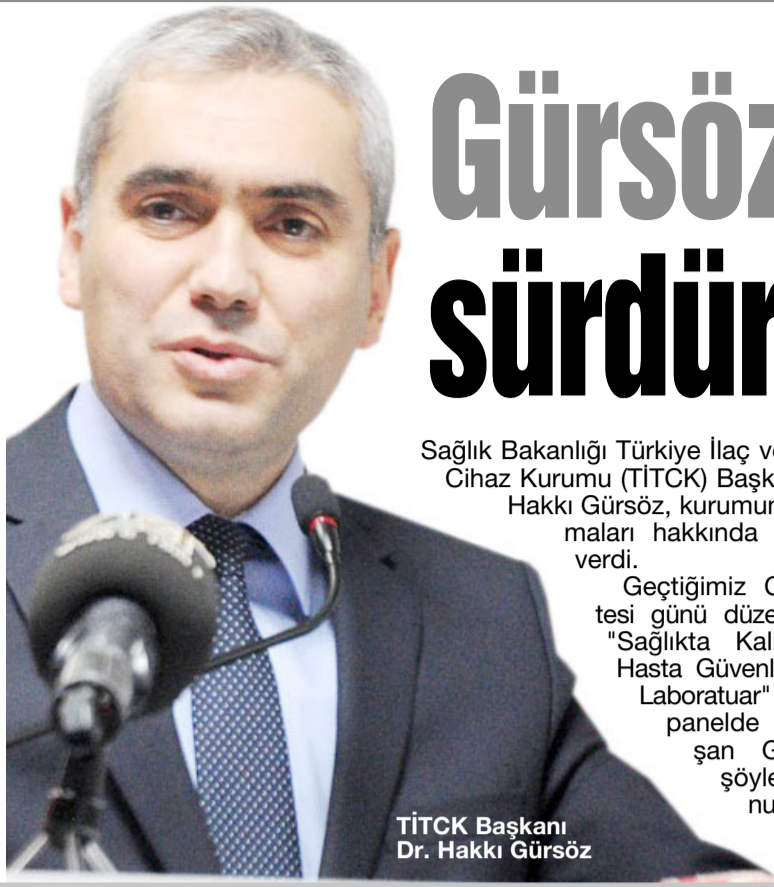 Gürsöz
sürdür
Sağlık Bakanlığı Türkiye İlaç ve
Cihaz Kurumu (TİTCK) Başk
Hakkı Gürsöz, kurumun
maları hakkında
verdi.
Geçtiğimiz C
tesi günü düze
"Sağlıkta Kal
Hasta Güvenl
Laboratuar"
panelde
şan G
şöyle
nu
TİTCK Başkanı
Dr. Hakkı Gürsöz